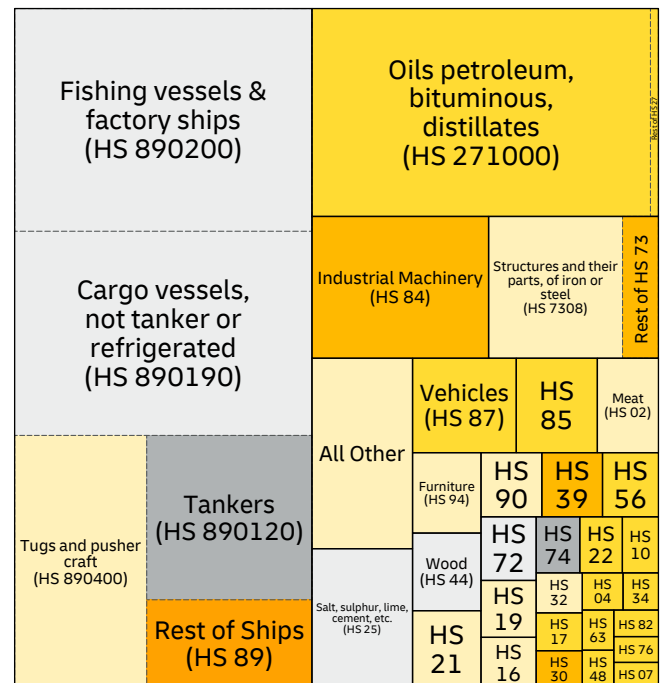 Fishing vessels &
factory ships
(HS 890200)
Oils petroleum,
bituminous,
distillates
(HS 271000)
Rest of HS 27
Cargo vessels,
not tanker or
refrigerated
(HS 890190)
Industrial Machinery
(HS 84)
Structures and their
parts, of iron or
steel
(HS 7308)
Rest of HS 73
Tugs and pusher
craft
(HS 890400)
Tankers
(HS 890120)
Rest of Ships
(HS 89)
All Other
Salt, sulphur, lime,
cement, etc.
(HS 25)
Vehicles
(HS 87)
HS
85
Meat
(HS 02)
Furniture
(HS 94)
HS
90
HS
39
HS
56
Wood
(HS 44)
HS
72
HS
74
HS
22
HS
10
HS
21
HS
19
HS
16
HS
32
HS
04
HS
34
HS
17
HS
63
HS 82
HS 76
HS
30
HS
48
HS 07